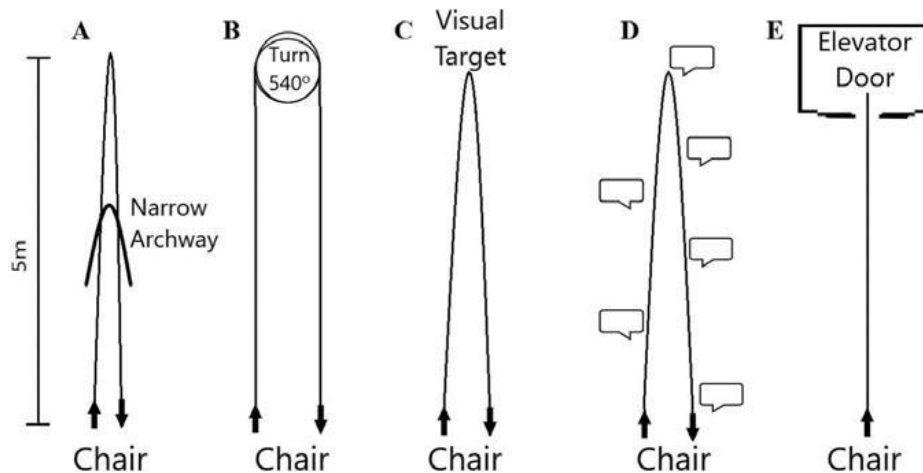 A
B
C
D
E
Visual
Target
Turn
540°
Elevator
Door
Narrow
Archway
5m
Chair
Chair
Chair
Chair
Chair